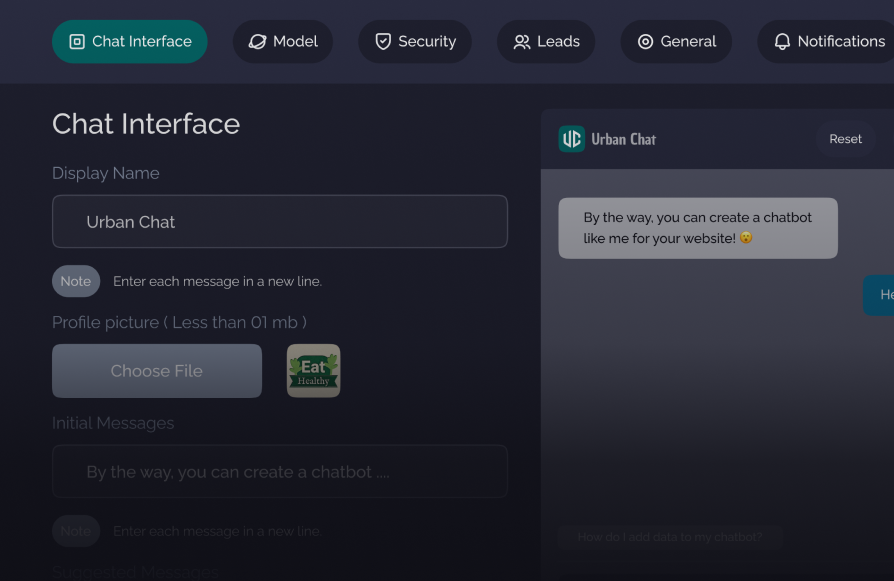 Chat Interface
Model
Security
Leads
General
Notifications
Chat Interface
Display Name
Urban Chat
Note
Enter each message in a new line.
Profile picture ( Less than 01 mb )
Choose File
Eat
Healthy
Initial Messages
By the way, you can create a chatbot ....
Note
Enter each message in a new line.
Suggested Messages
UC
Urban Chat
Reset
By the way, you can create a chatbot
like me for your website! 😮
He
How do I add data to my chatbot?